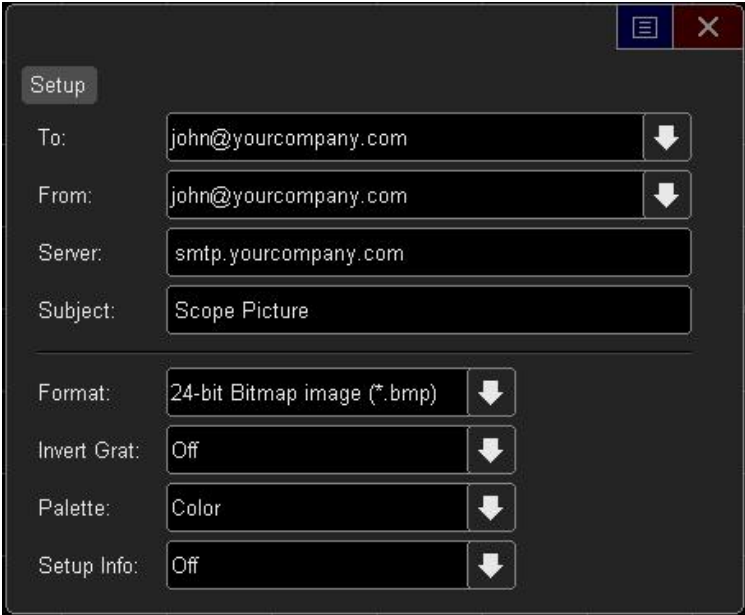 Setup
To: john@yourcompany.com
From: john@yourcompany.com
Server: smtp.yourcompany.com
Subject: Scope Picture
Format: 24-bit Bitmap image (*.bmp)
Invert Grat: Off
Palette: Color
Setup Info: Off